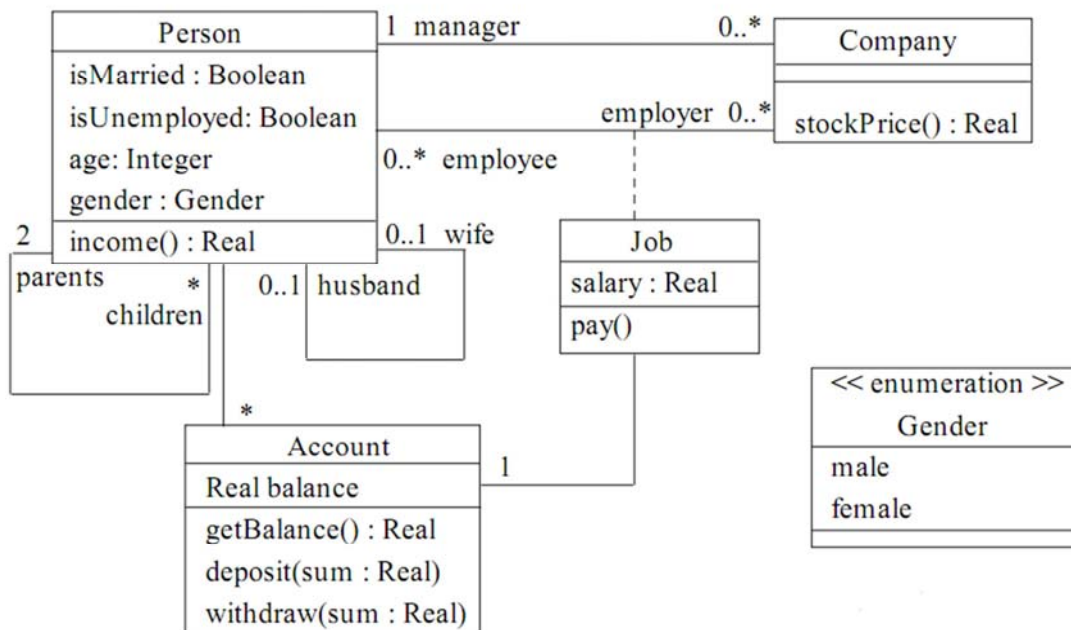 Person
isMarried : Boolean
isUnemployed: Boolean
age: Integer
gender : Gender
income() : Real
1 manager
0..*
Company
stockPrice() : Real
employer 0..*
0..* employee
Job
salary : Real
pay()
2
parents
*
children
0..1 wife
0..1 husband
*
Account
Real balance
getBalance() : Real
deposit(sum : Real)
withdraw(sum : Real)
1
<< enumeration >>
Gender
male
female